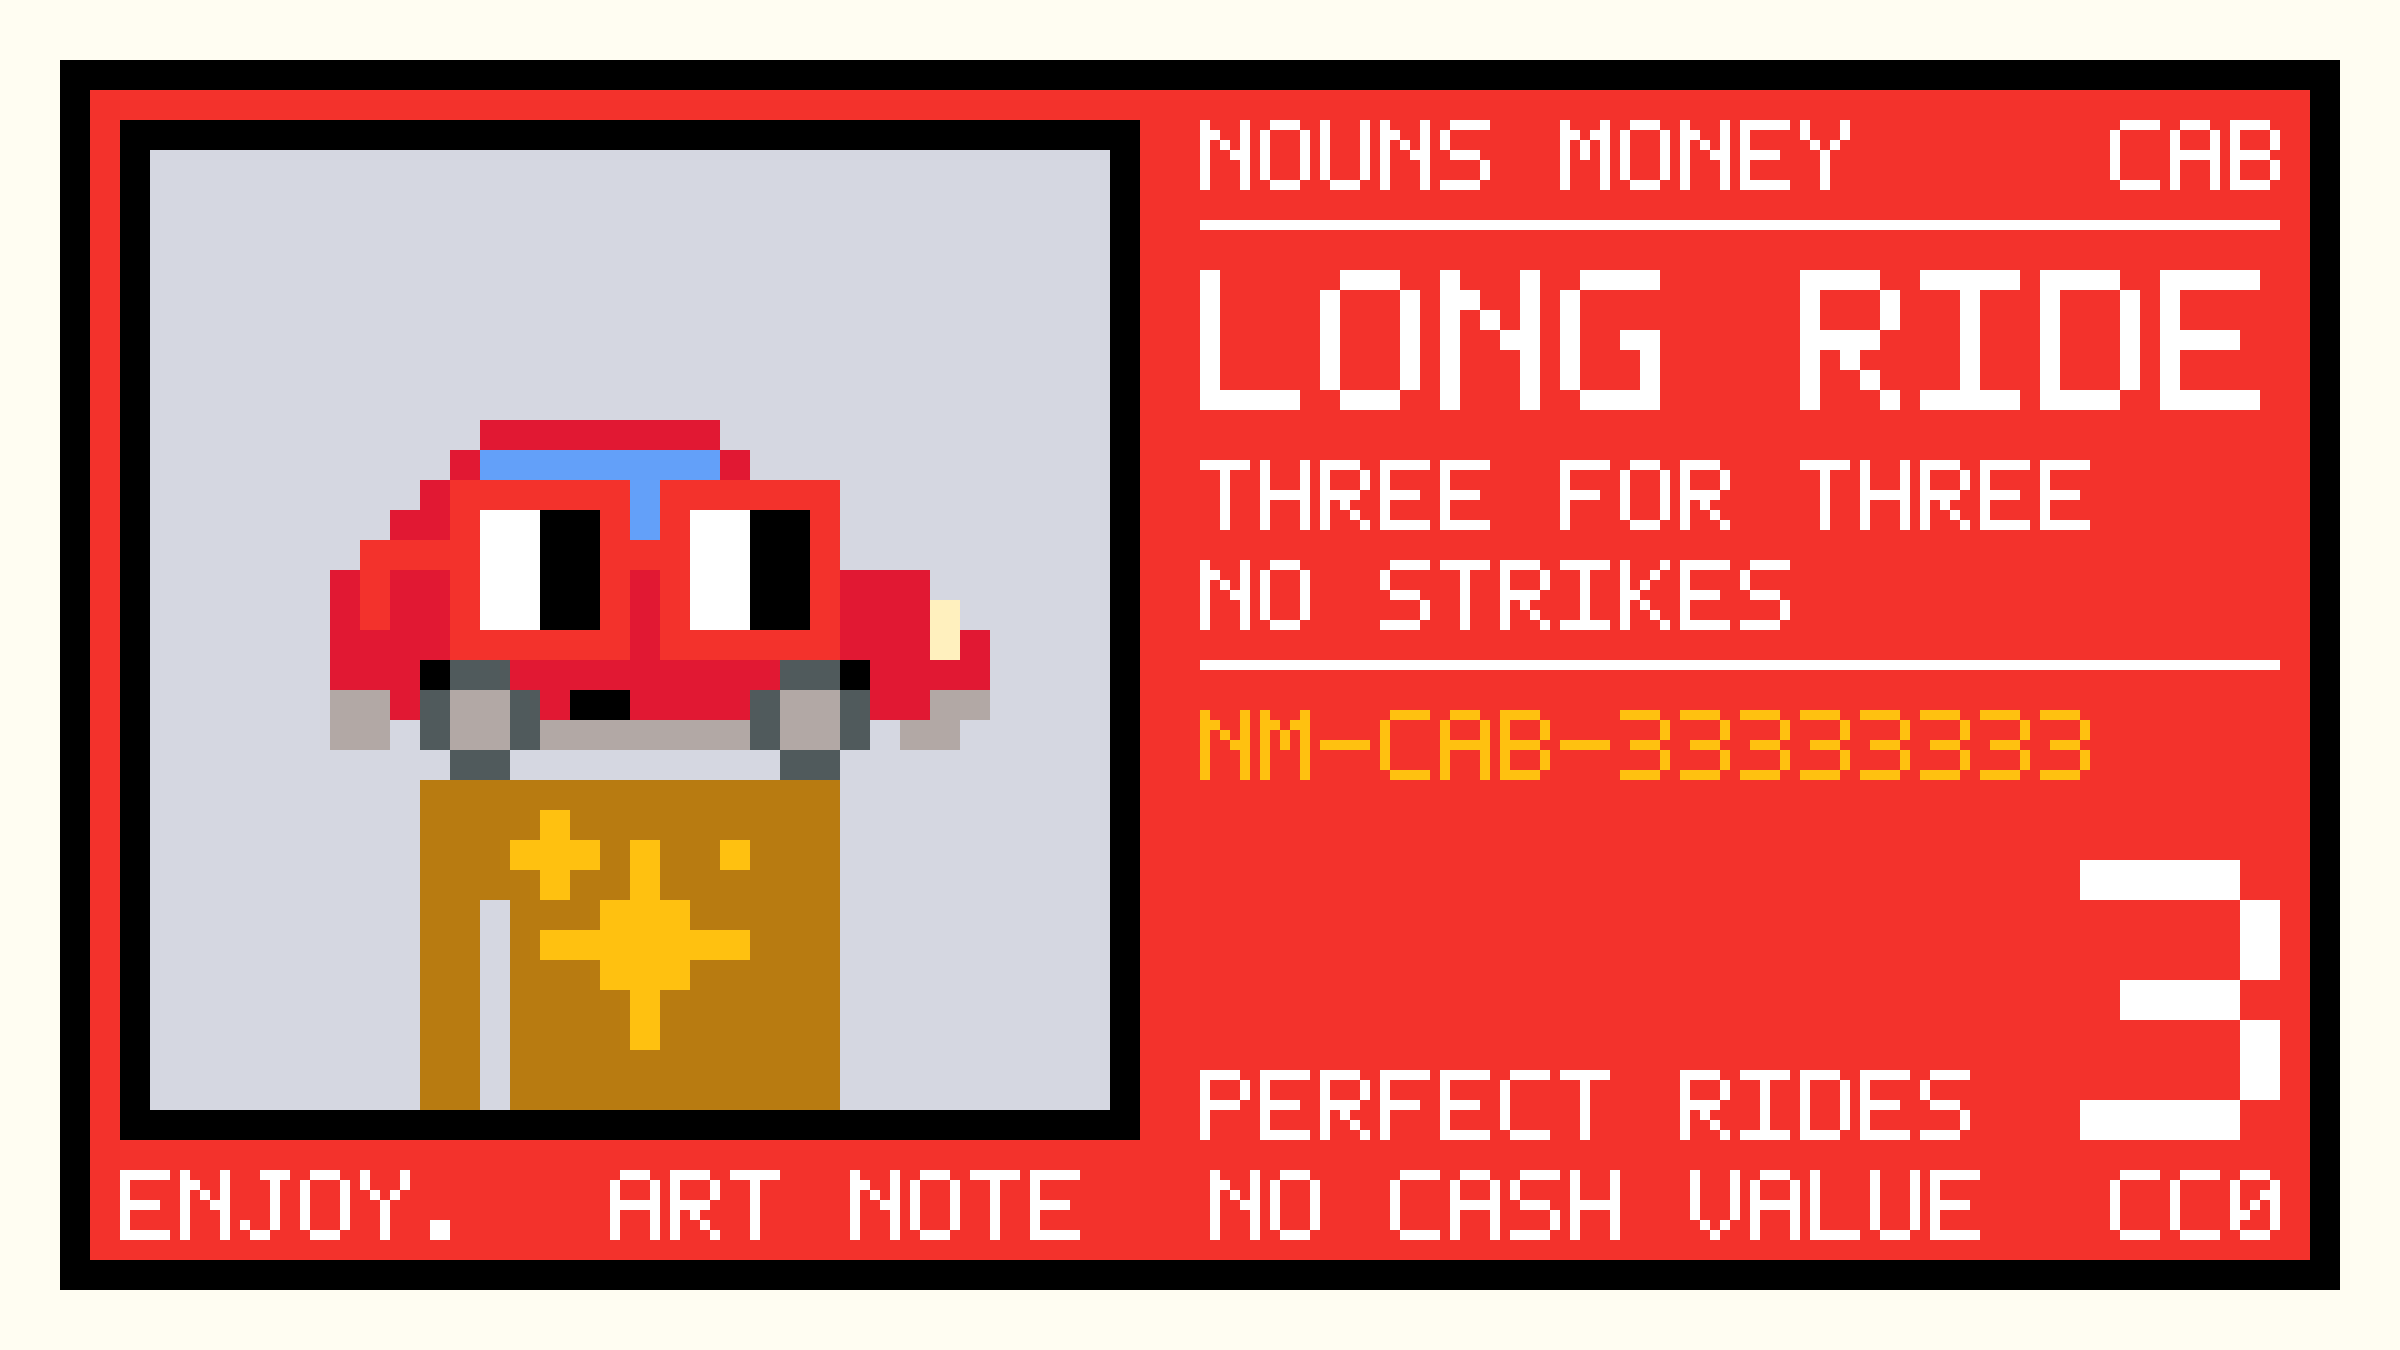 NOUNS MONEY CAB
LONG RIDE
THREE FOR THREE
NO STRIKES
NM-CAB-33333333
3
PERFECT RIDES
ENJOY. ART NOTE NO CASH VALUE CC0